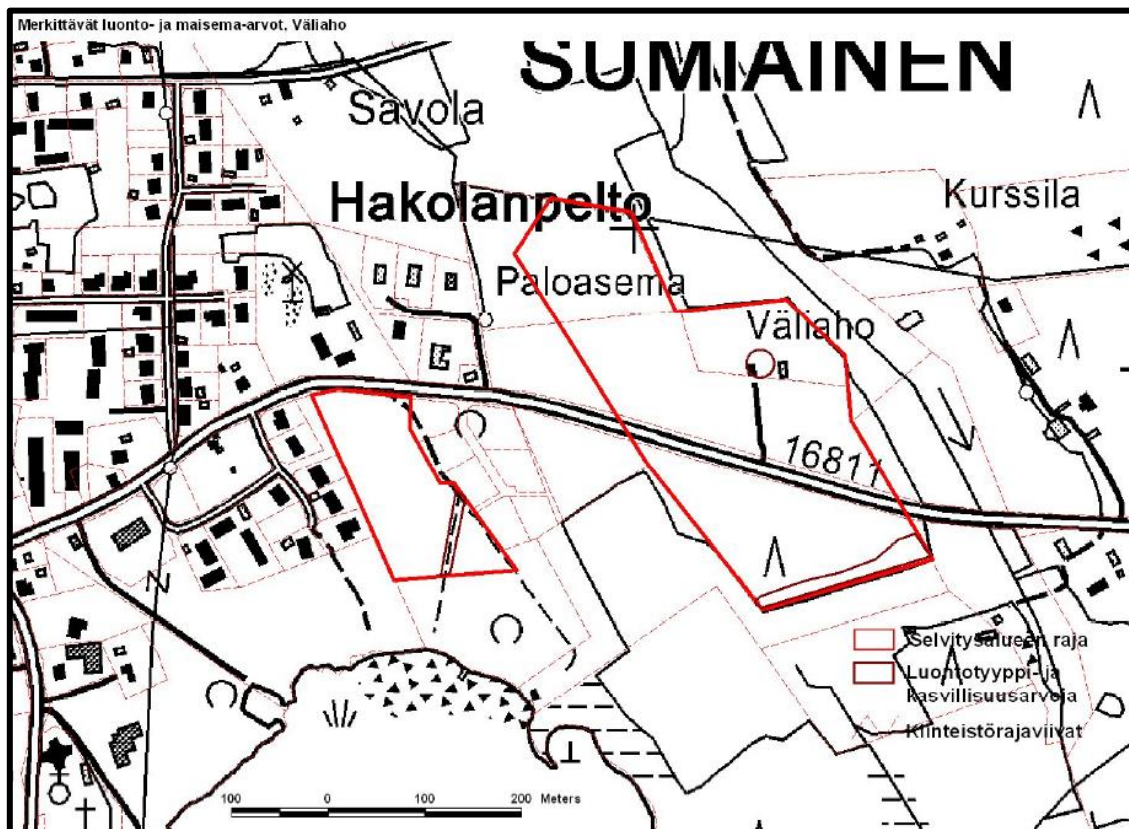 Merkittävät luonto- ja maisema-arvot, Väliaho
SUMIAINEN
Savola
Kurssila
Hakolanpelto
Paloasema
Väliaho
16811
Selvitysalueen raja
Luontotyyppi- ja
kasvillisuusarvoja
Kiinteistörajaviivat
100 0 100 200 Meters